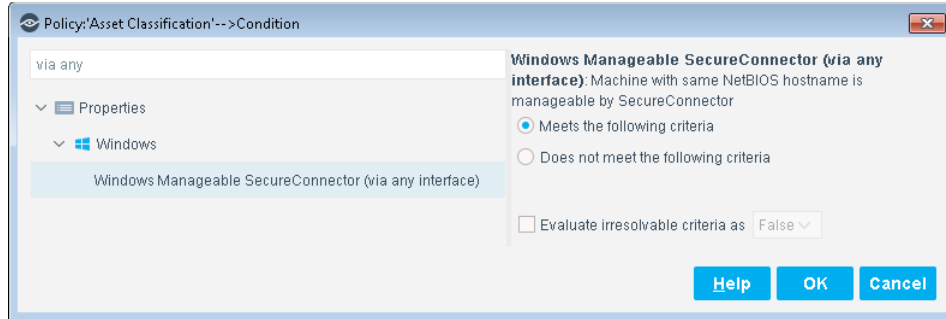 Policy:'Asset Classification'-->Condition
via any
Properties
Windows
Windows Manageable SecureConnector (via any interface)
Windows Manageable SecureConnector (via any
interface): Machine with same NetBIOS hostname is
manageable by SecureConnector
Meets the following criteria
Does not meet the following criteria
Evaluate irresolvable criteria as False
Help OK Cancel